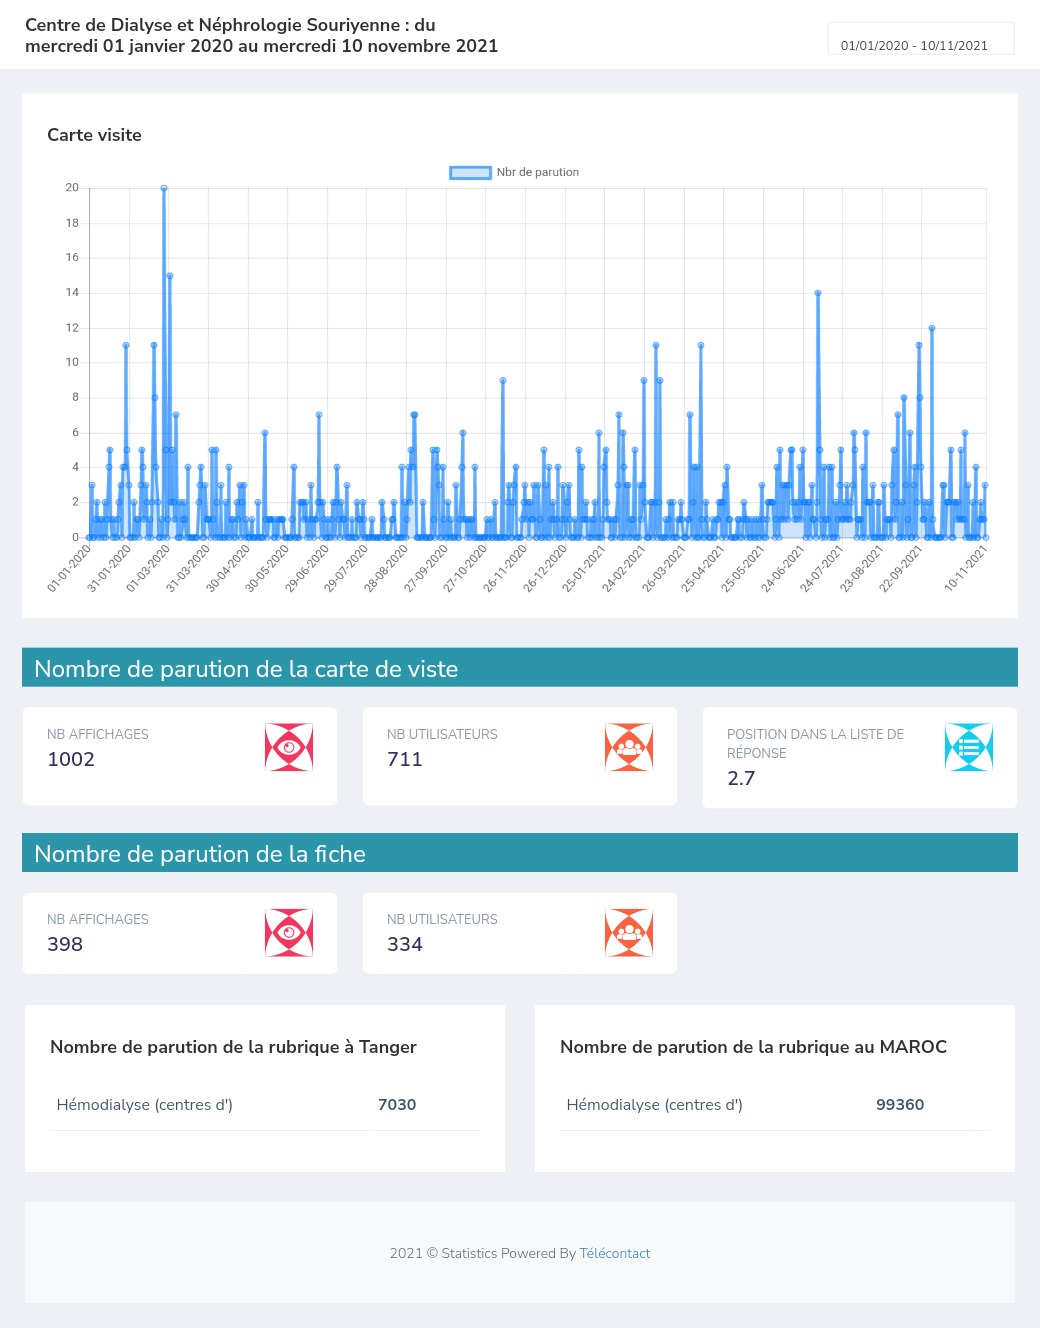 Centre de Dialyse et Néphrologie Souriyenne : du
mercredi 01 janvier 2020 au mercredi 10 novembre 2021
01/01/2020 - 10/11/2021
Carte visite
Nbr de parution
20
18
16
14
12
10
8
6
4
2
0
01-01-2020
31-01-2020
01-03-2020
31-03-2020
30-04-2020
30-05-2020
29-06-2020
29-07-2020
28-08-2020
27-09-2020
27-10-2020
26-11-2020
26-12-2020
25-01-2021
24-02-2021
26-03-2021
25-04-2021
25-05-2021
24-06-2021
24-07-2021
23-08-2021
22-09-2021
10-11-2021
Nombre de parution de la carte de viste
NB AFFICHAGES
1002
NB UTILISATEURS
711
POSITION DANS LA LISTE DE
RÉPONSE
2.7
Nombre de parution de la fiche
NB AFFICHAGES
398
NB UTILISATEURS
334
Nombre de parution de la rubrique à Tanger
Hémodialyse (centres d') 7030
Nombre de parution de la rubrique au MAROC
Hémodialyse (centres d') 99360
2021 © Statistics Powered By Télécontact